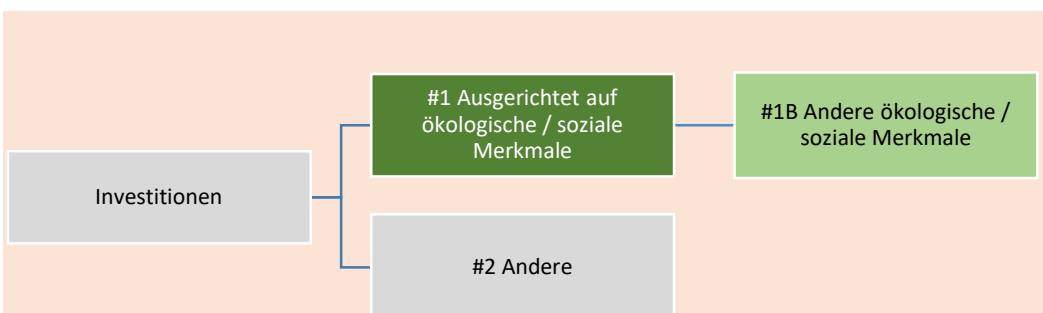 #1 Ausgerichtet auf
ökologische / soziale
Merkmale
#1B Andere ökologische /
soziale Merkmale
Investitionen
#2 Andere